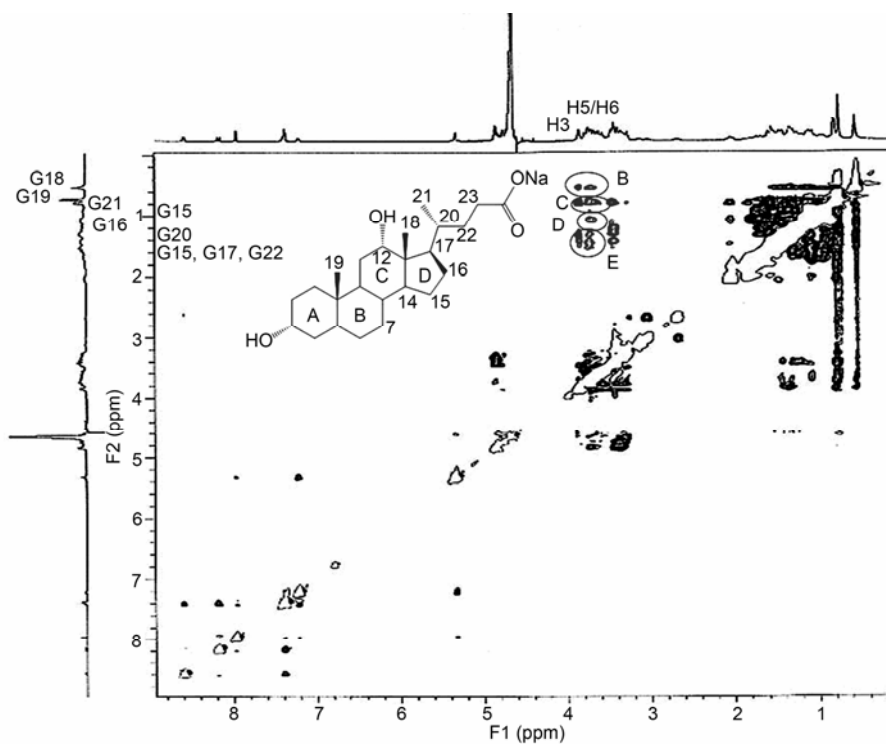 H5/H6
H3
G18
G19
G21
G16
G15
G20
G15, G17, G22
ONa
O
21
23
20
22
OH
18
17
12
16
19
C
D
14
15
A
B
7
HO
B
C
D
E
1
2
3
4
5
6
7
8
F2 (ppm)
8 7 6 5 4 3 2 1
F1 (ppm)